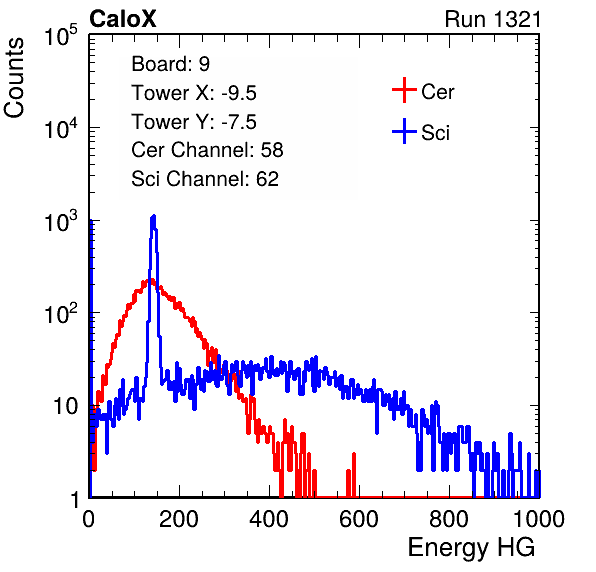 CaloX Run 1321
Counts
10^5
10^4
10^3
10^2
10
1
Board: 9
Tower X: -9.5
Tower Y: -7.5
Cer Channel: 58
Sci Channel: 62
Cer
Sci
0 200 400 600 800 1000
Energy HG